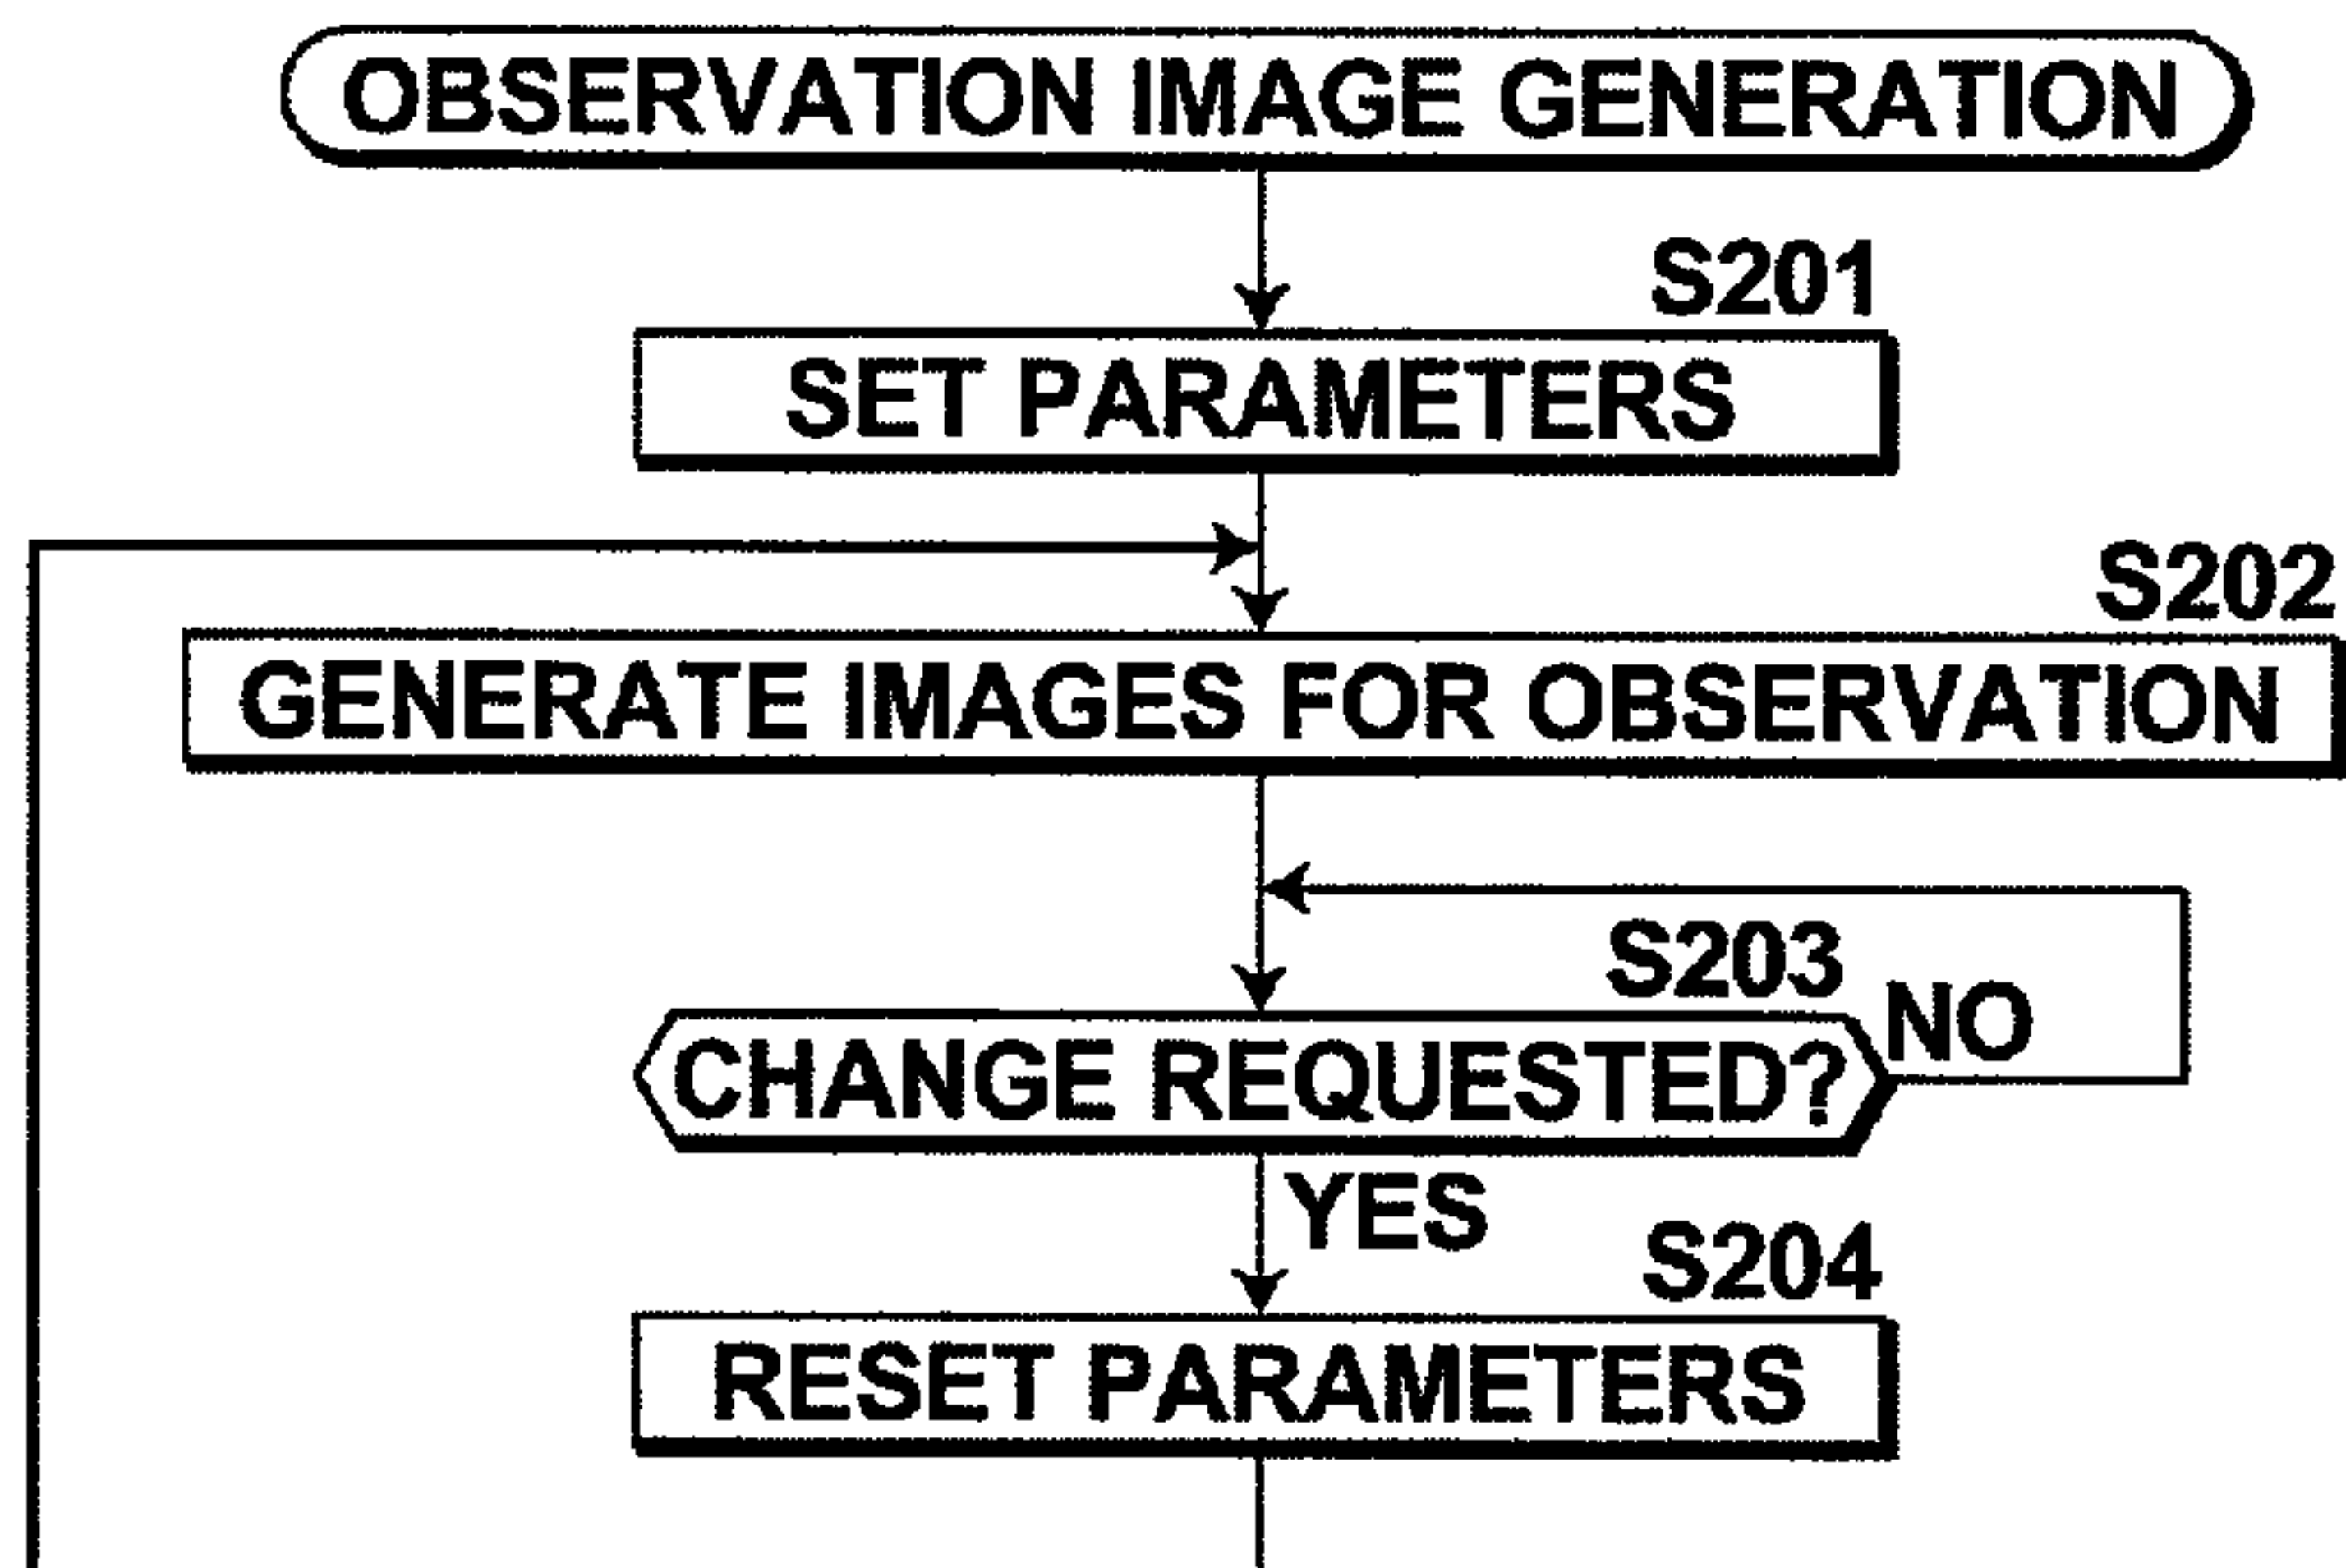 OBSERVATION IMAGE GENERATION
S201
SET PARAMETERS
S202
GENERATE IMAGES FOR OBSERVATION
S203
NO
CHANGE REQUESTED?
YES
S204
RESET PARAMETERS